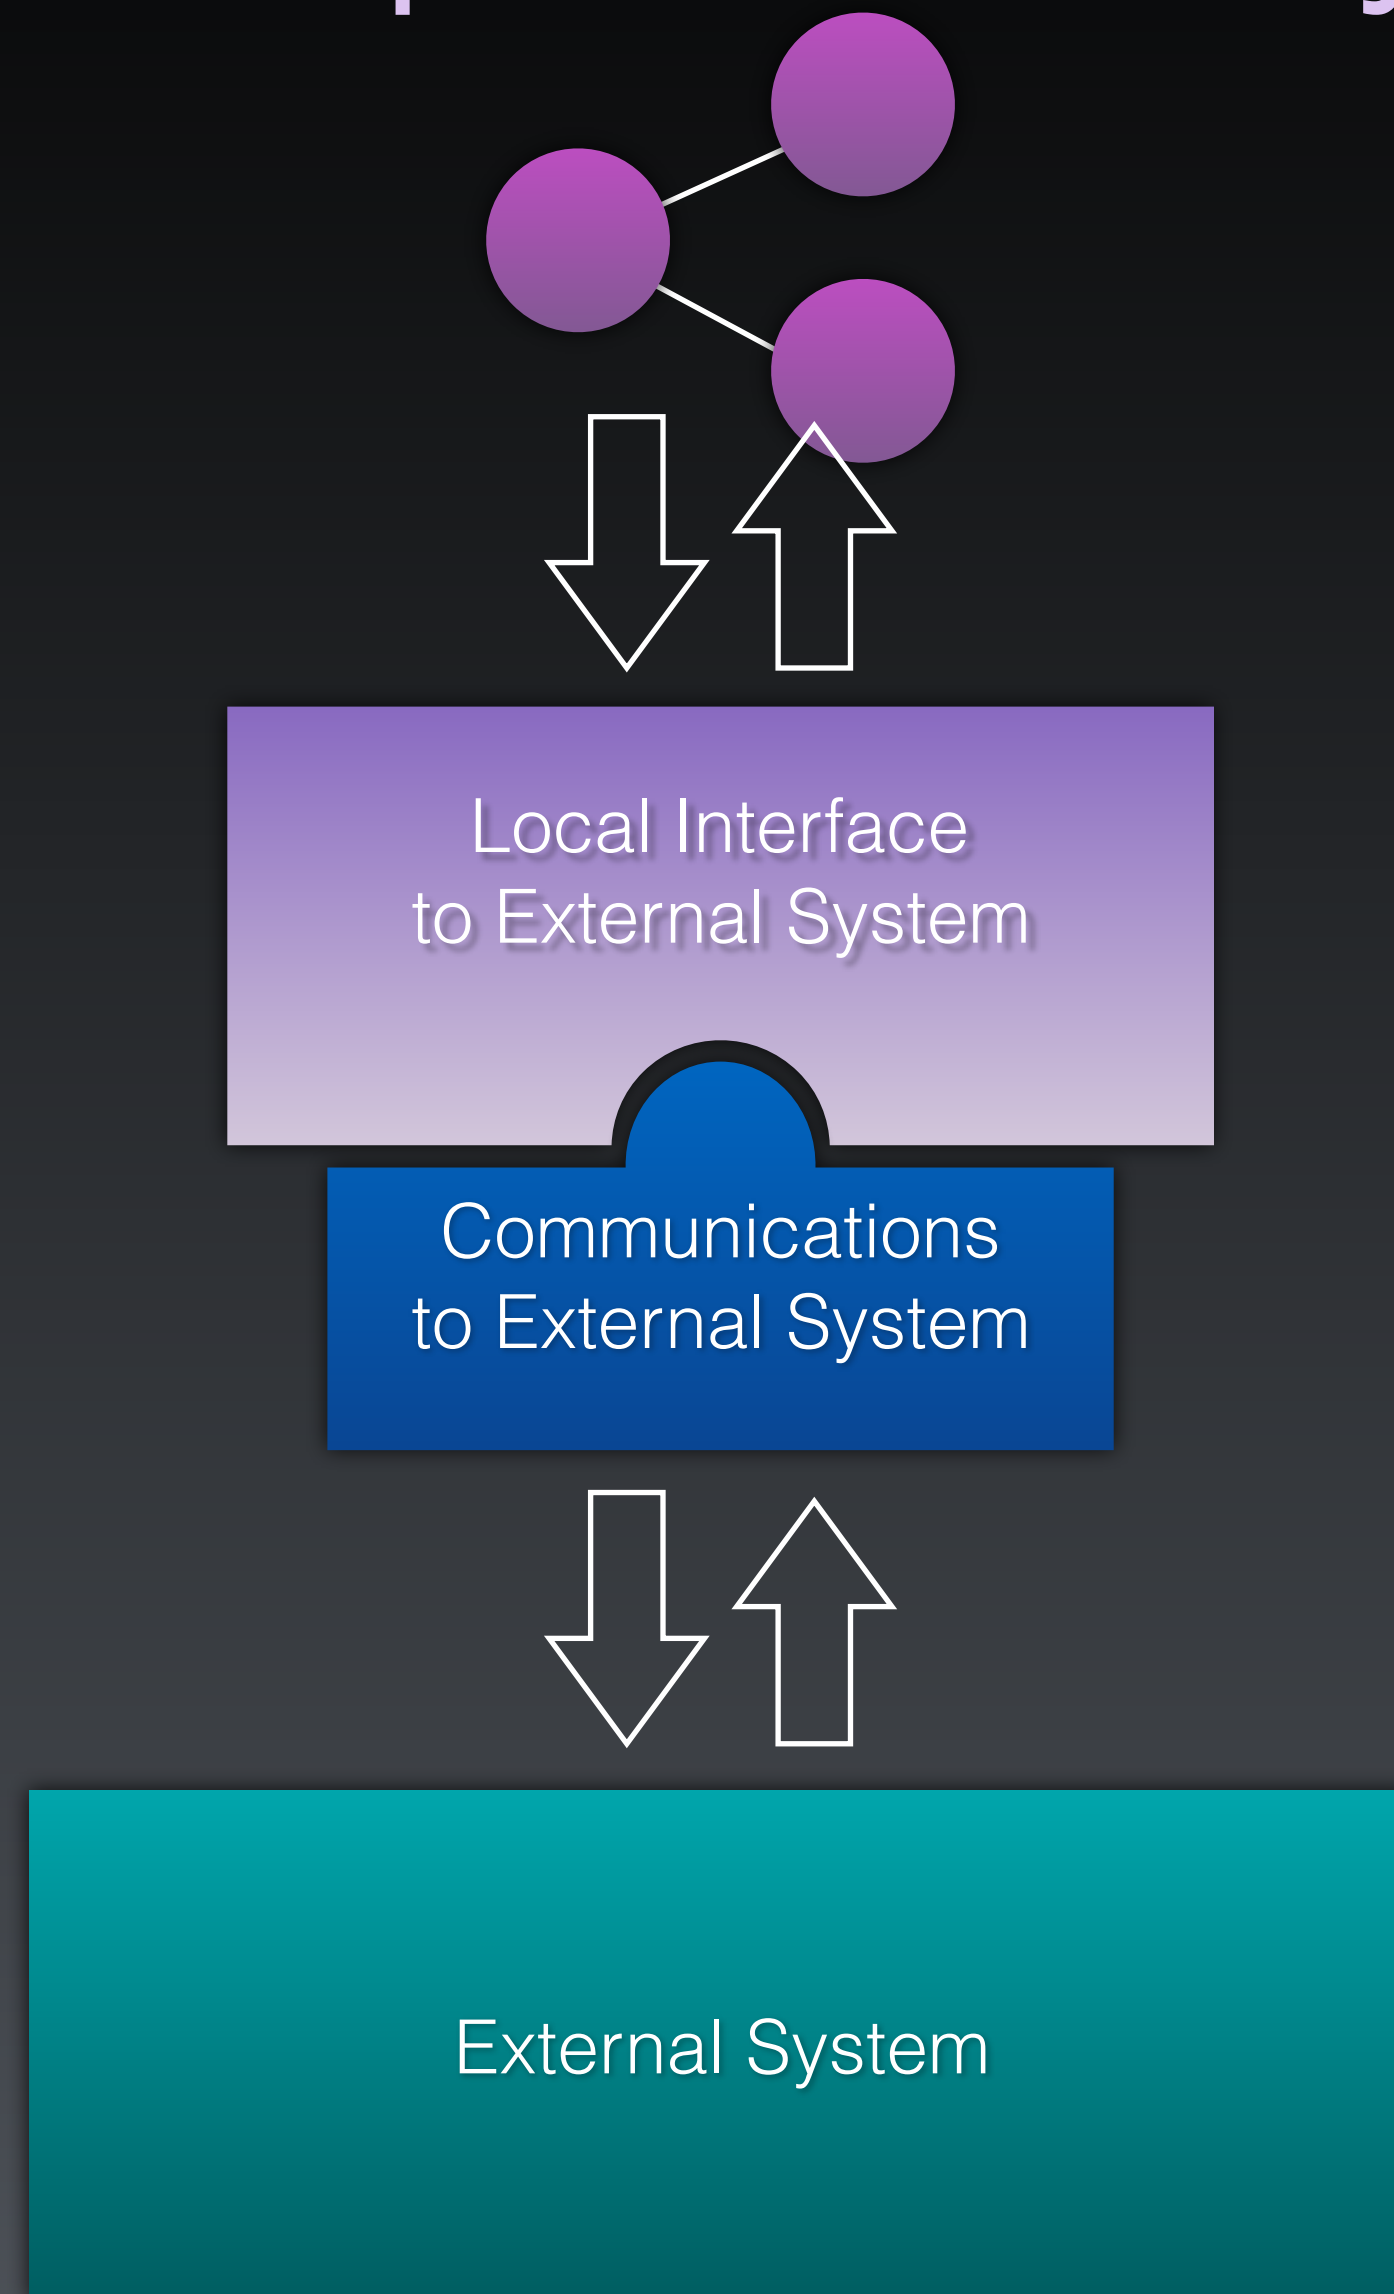 Local Interface
to External System
Communications
to External System
External System